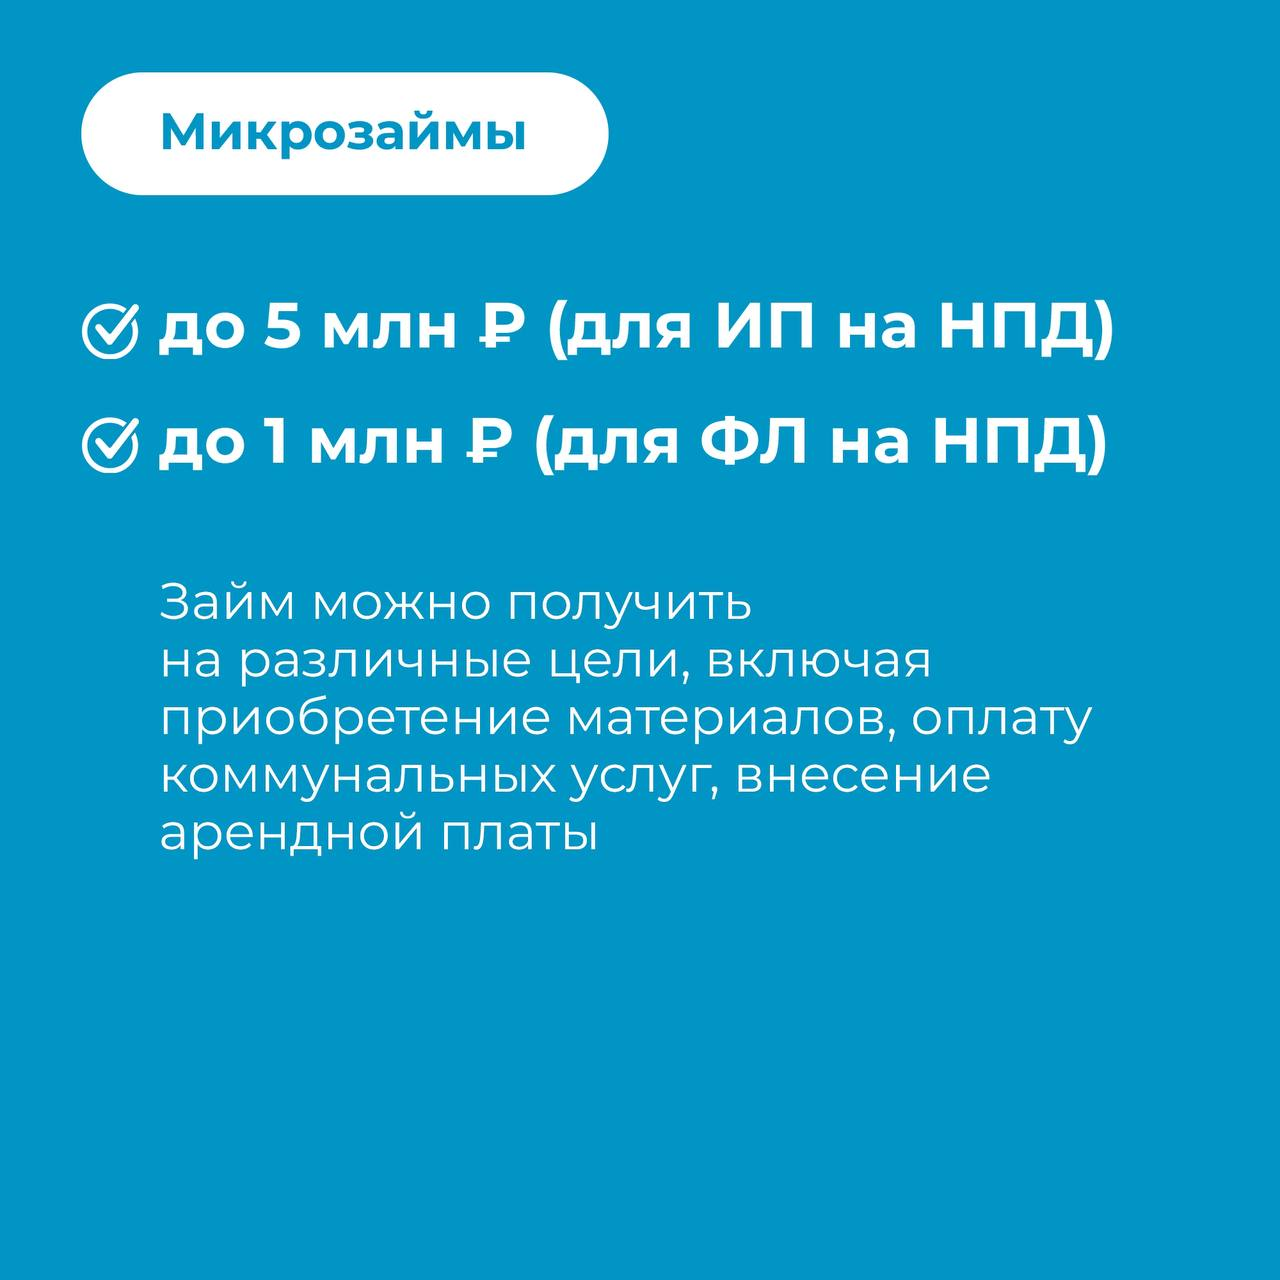 Микрозаймы
до 5 млн ₽ (для ИП на НПД)
до 1 млн ₽ (для ФЛ на НПД)
Займ можно получить
на различные цели, включая
приобретение материалов, оплату
коммунальных услуг, внесение
арендной платы